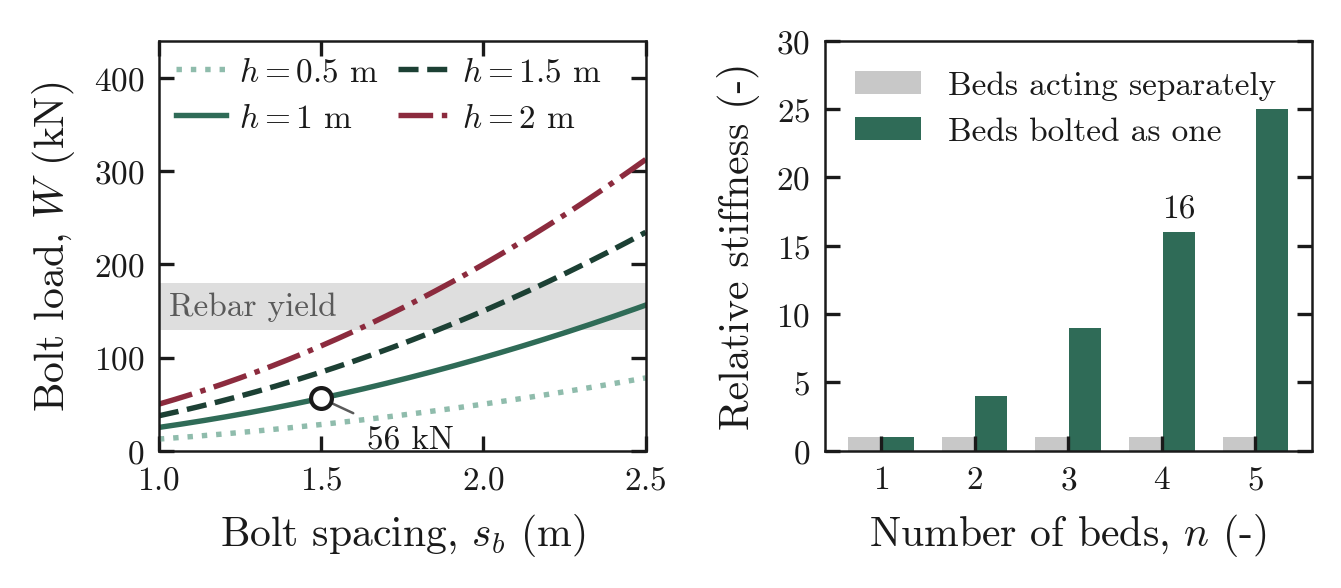 Bolt load, W (kN)
400
300
200
100
0
h = 0.5 m
h = 1 m
h = 1.5 m
h = 2 m
Rebar yield
56 kN
1.0 1.5 2.0 2.5
Bolt spacing, s_b (m)
Relative stiffness (-)
30
25
20
15
10
5
0
Beds acting separately
Beds bolted as one
16
1 2 3 4 5
Number of beds, n (-)